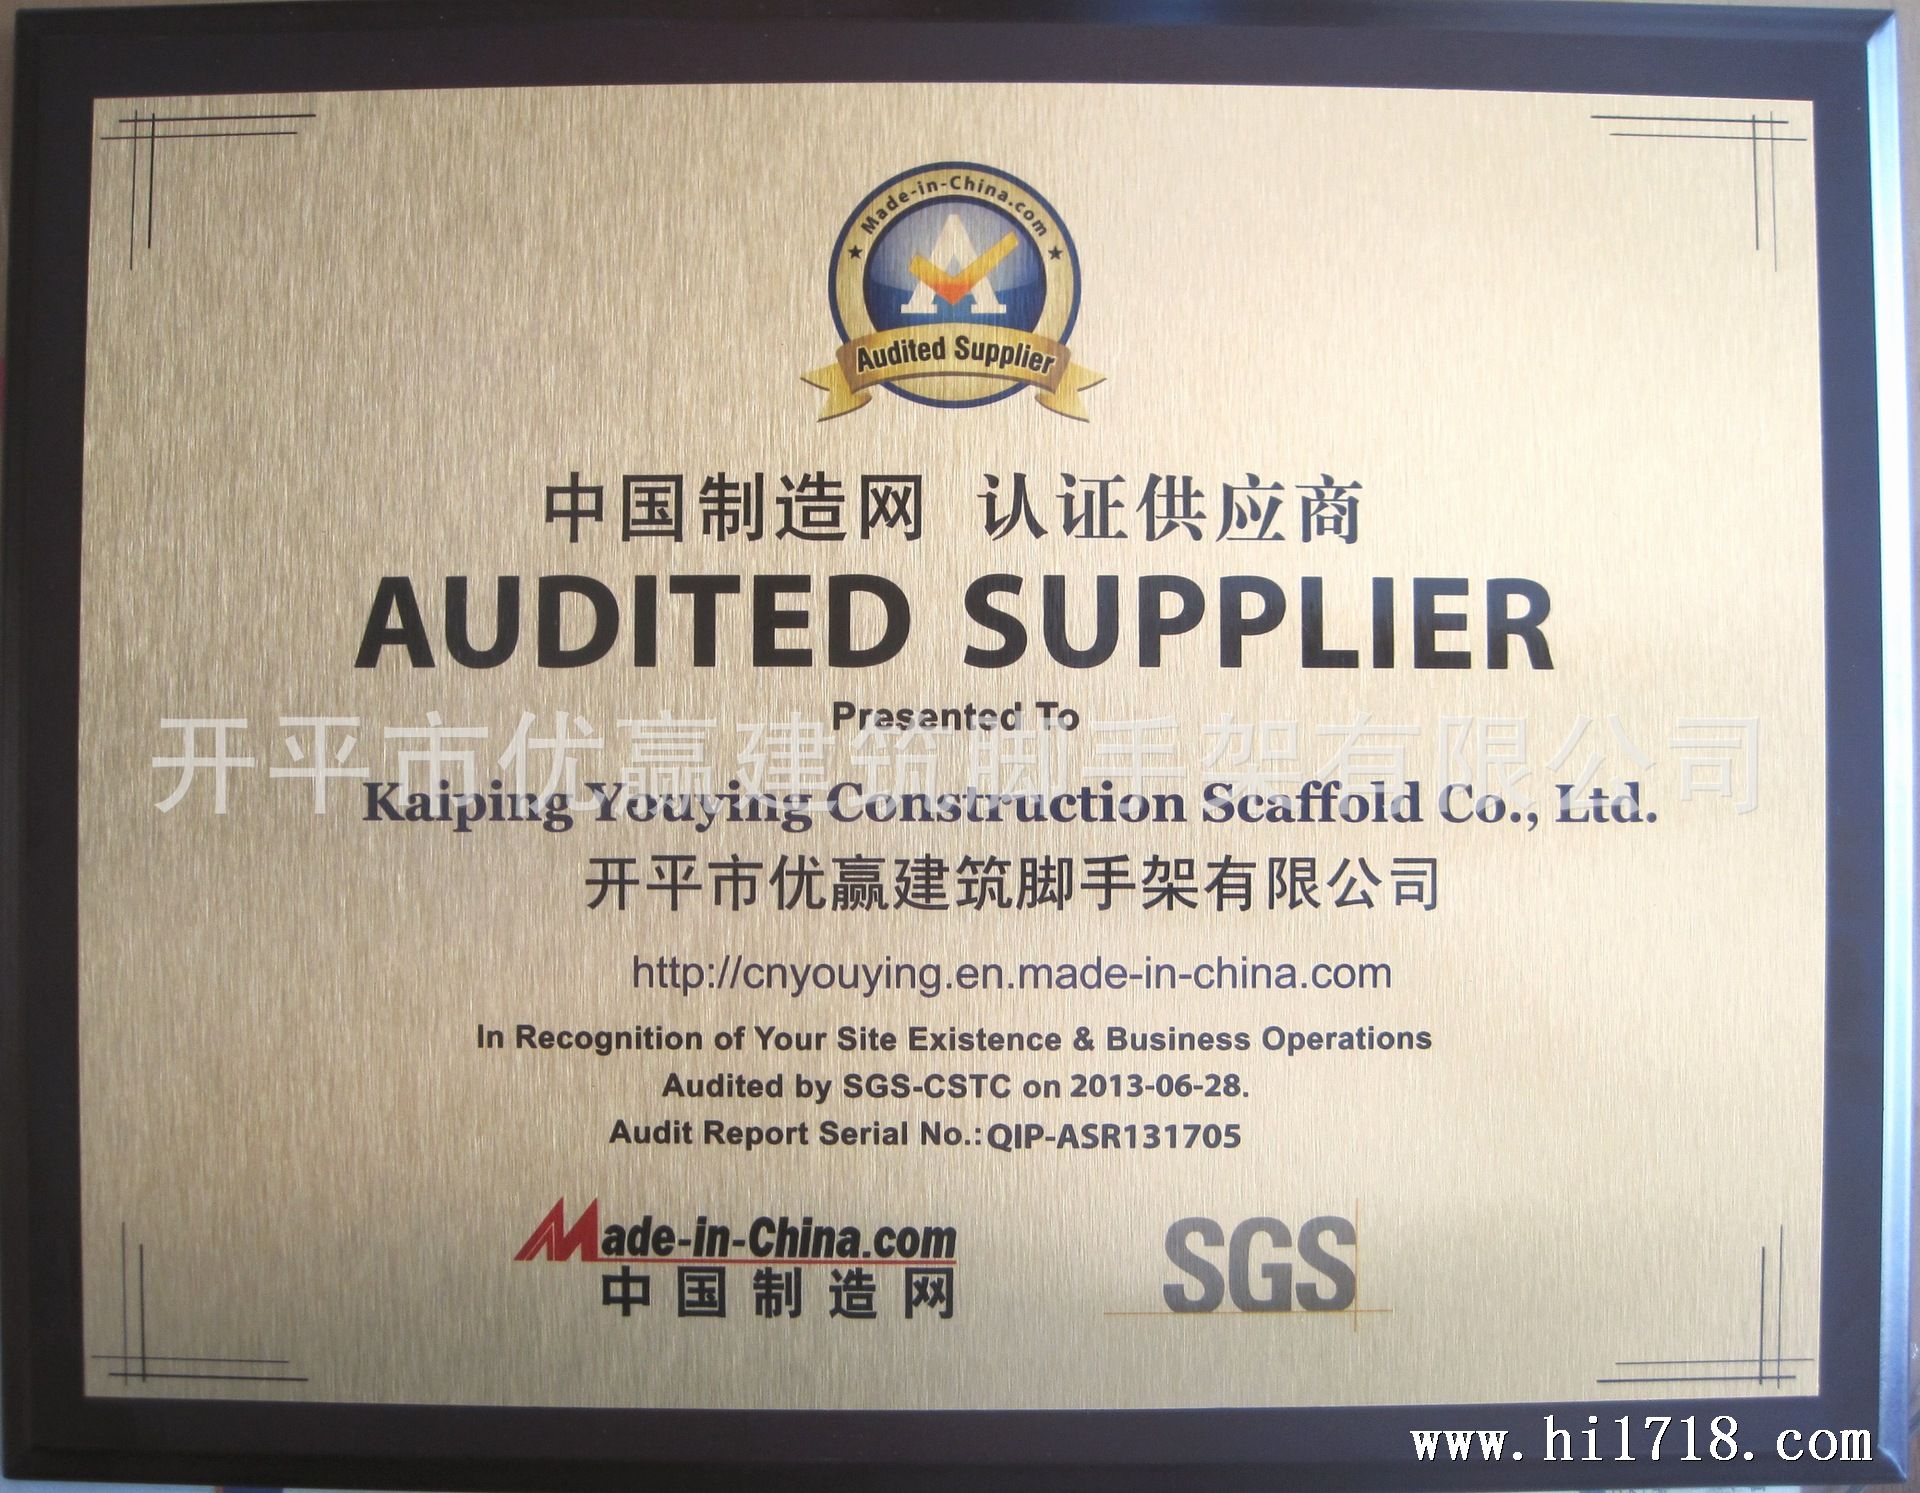 Made-in-China.com
Audited Supplier
中国制造网 认证供应商
AUDITED SUPPLIER
Presented To
开平市优赢建筑脚手架有限公司
Kaiping Youying Construction Scaffold Co., Ltd.
开平市优赢建筑脚手架有限公司
http://cnyouying.en.made-in-china.com
In Recognition of Your Site Existence & Business Operations
Audited by SGS-CSTC on 2013-06-28.
Audit Report Serial No.:QIP-ASR131705
Made-in-China.com
中国制造网
SGS
www.hi1718.com